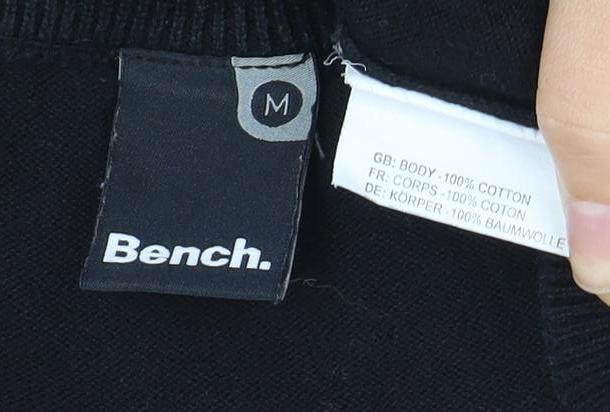 M
Bench.
GB: BODY -100% COTTON
FR: CORPS -100% COTON
DE: KÖRPER -100% BAUMWOLLE